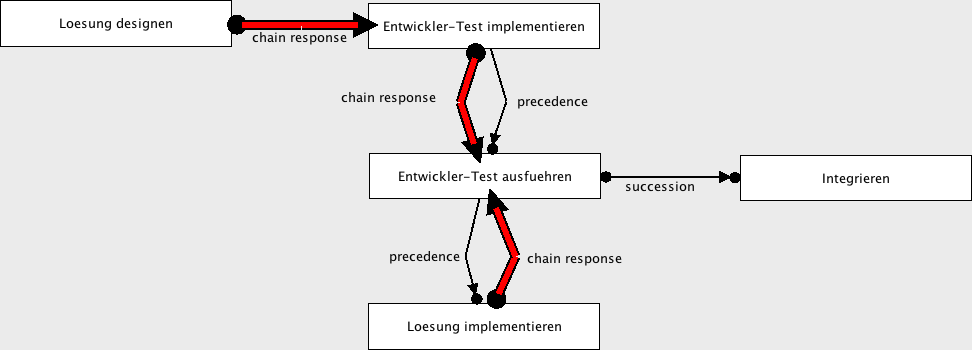 Loesung designen
chain response
Entwickler-Test implementieren
chain response
precedence
Entwickler-Test ausfuehren
succession
Integrieren
precedence
chain response
Loesung implementieren